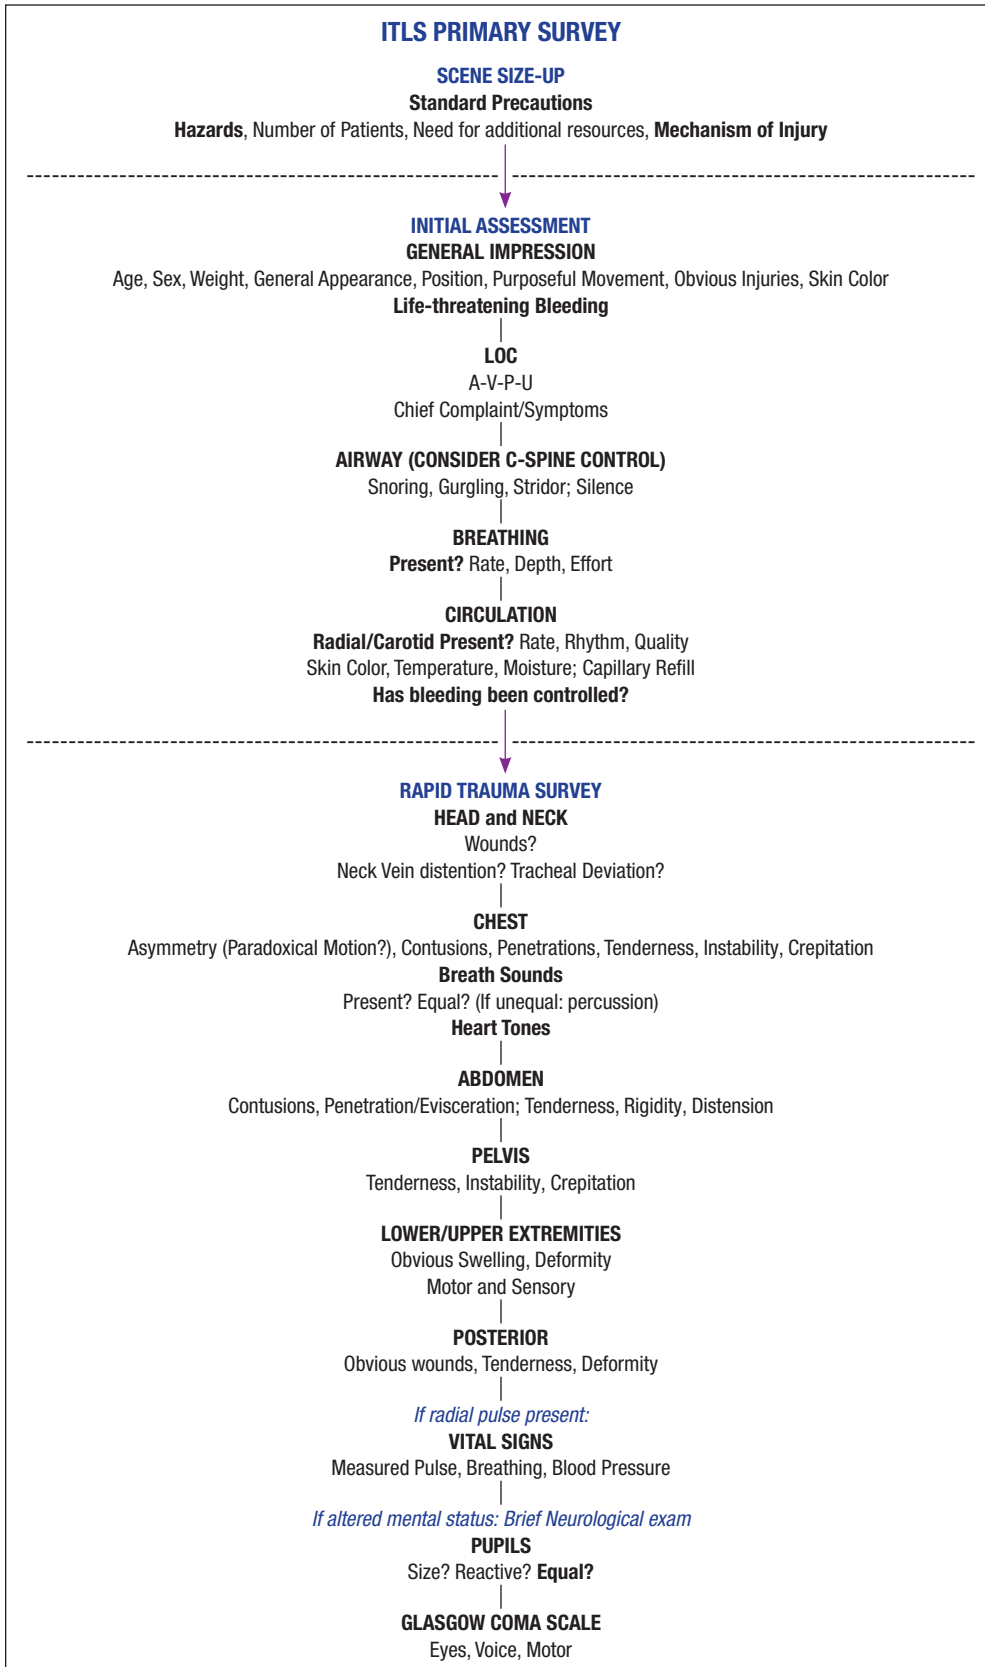 ITLS PRIMARY SURVEY
SCENE SIZE-UP
Standard Precautions
Hazards, Number of Patients, Need for additional resources, Mechanism of Injury
INITIAL ASSESSMENT
GENERAL IMPRESSION
Age, Sex, Weight, General Appearance, Position, Purposeful Movement, Obvious Injuries, Skin Color
Life-threatening Bleeding
LOC
A-V-P-U
Chief Complaint/Symptoms
AIRWAY (CONSIDER C-SPINE CONTROL)
Snoring, Gurgling, Stridor; Silence
BREATHING
Present? Rate, Depth, Effort
CIRCULATION
Radial/Carotid Present? Rate, Rhythm, Quality
Skin Color, Temperature, Moisture; Capillary Refill
Has bleeding been controlled?
RAPID TRAUMA SURVEY
HEAD and NECK
Wounds?
Neck Vein distention? Tracheal Deviation?
CHEST
Asymmetry (Paradoxical Motion?), Contusions, Penetrations, Tenderness, Instability, Crepitation
Breath Sounds
Present? Equal? (If unequal: percussion)
Heart Tones
ABDOMEN
Contusions, Penetration/Evisceration; Tenderness, Rigidity, Distension
PELVIS
Tenderness, Instability, Crepitation
LOWER/UPPER EXTREMITIES
Obvious Swelling, Deformity
Motor and Sensory
POSTERIOR
Obvious wounds, Tenderness, Deformity
If radial pulse present:
VITAL SIGNS
Measured Pulse, Breathing, Blood Pressure
If altered mental status: Brief Neurological exam
PUPILS
Size? Reactive? Equal?
GLASGOW COMA SCALE
Eyes, Voice, Motor